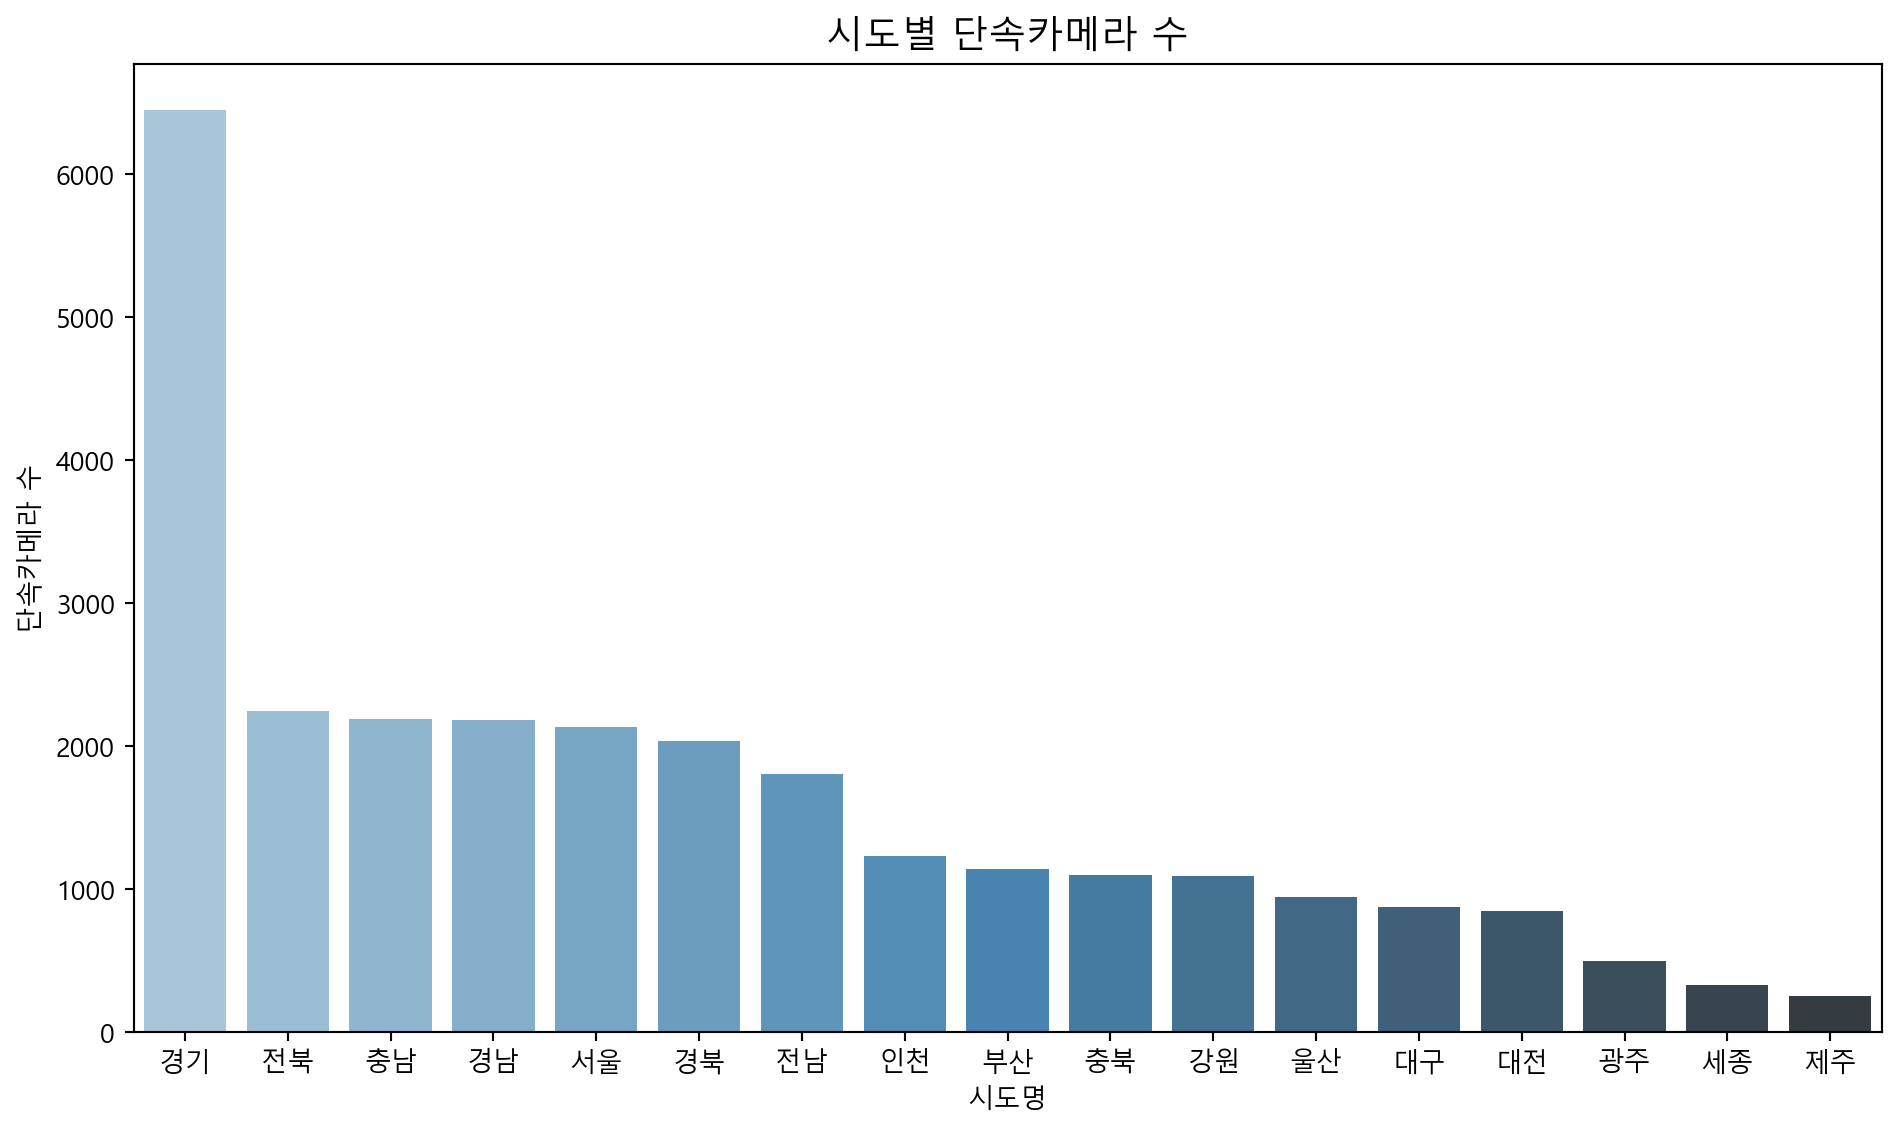 시도별 단속카메라 수
단속카메라 수
6000
5000
4000
3000
2000
1000
0
경기 전북 충남 경남 서울 경북 전남 인천 부산 충북 강원 울산 대구 대전 광주 세종 제주
시도명